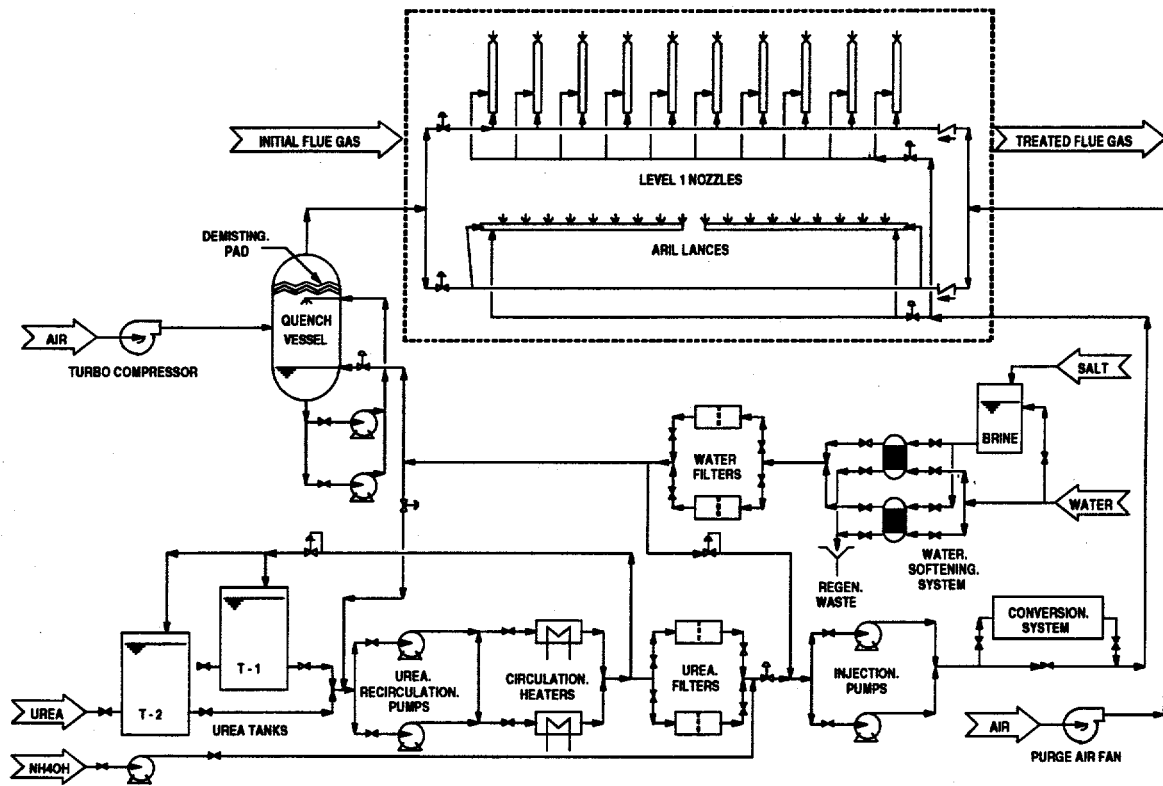 INITIAL FLUE GAS
TREATED FLUE GAS
LEVEL 1 NOZZLES
ARIL LANCES
DEMISTING.
PAD
QUENCH
VESSEL
AIR
TURBO COMPRESSOR
SALT
BRINE
WATER
WATER
FILTERS
WATER.
SOFTENING.
SYSTEM
REGEN.
WASTE
CONVERSION.
SYSTEM
T-1
T-2
UREA
UREA TANKS
UREA.
RECIRCULATION.
PUMPS
CIRCULATION.
HEATERS
UREA.
FILTERS
INJECTION.
PUMPS
AIR
PURGE AIR FAN
NH4OH